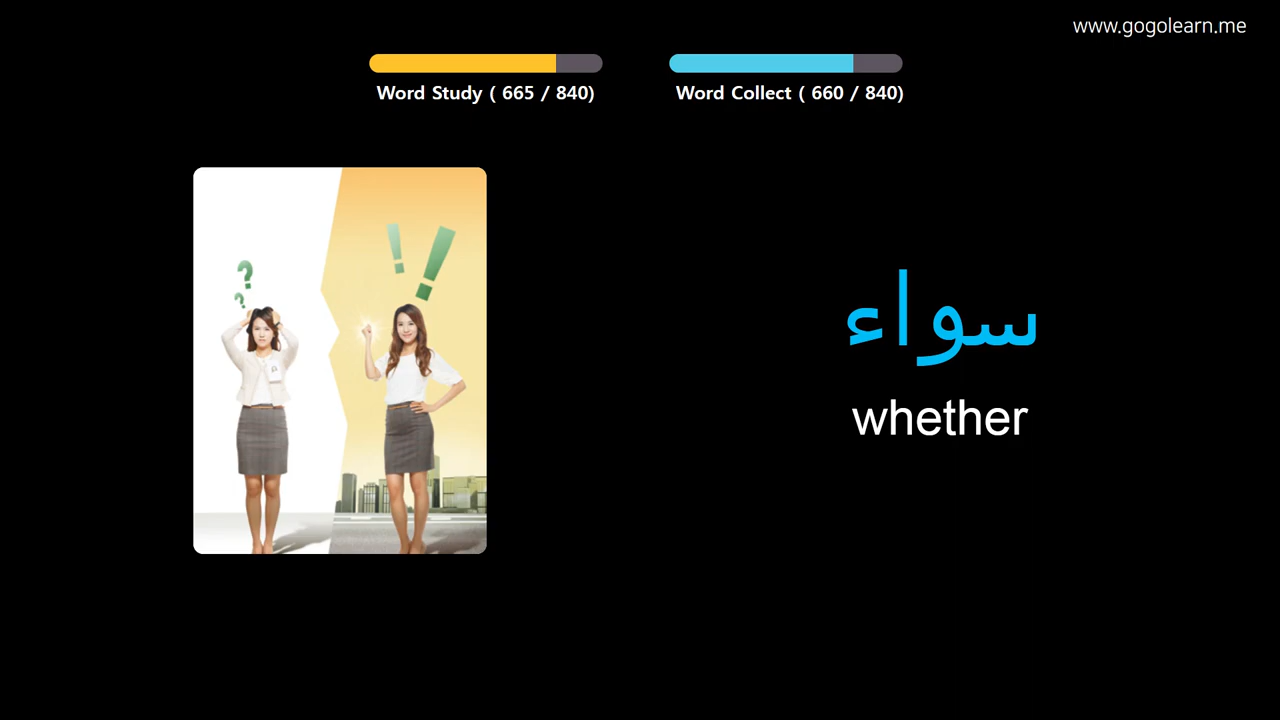 www.gogolearn.me
Word Study ( 665 / 840)
Word Collect ( 660 / 840)
? ?
! !
سواء
whether